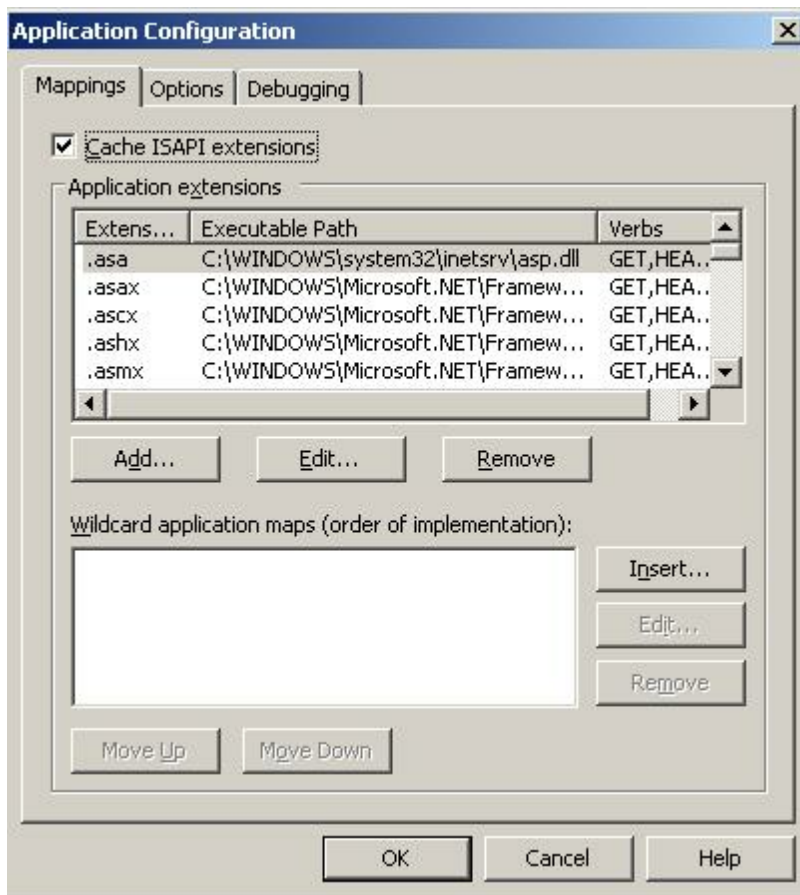 Application Configuration
Mappings Options Debugging
Cache ISAPI extensions
Application extensions
Extens... Executable Path Verbs
.asa C:\WINDOWS\system32\inetsrv\asp.dll GET,HEA...
.asax C:\WINDOWS\Microsoft.NET\Framew... GET,HEA...
.ascx C:\WINDOWS\Microsoft.NET\Framew... GET,HEA...
.ashx C:\WINDOWS\Microsoft.NET\Framew... GET,HEA...
.asmx C:\WINDOWS\Microsoft.NET\Framew... GET,HEA...
Add... Edit... Remove
Wildcard application maps (order of implementation):
Insert...
Edit...
Remove
Move Up Move Down
OK Cancel Help